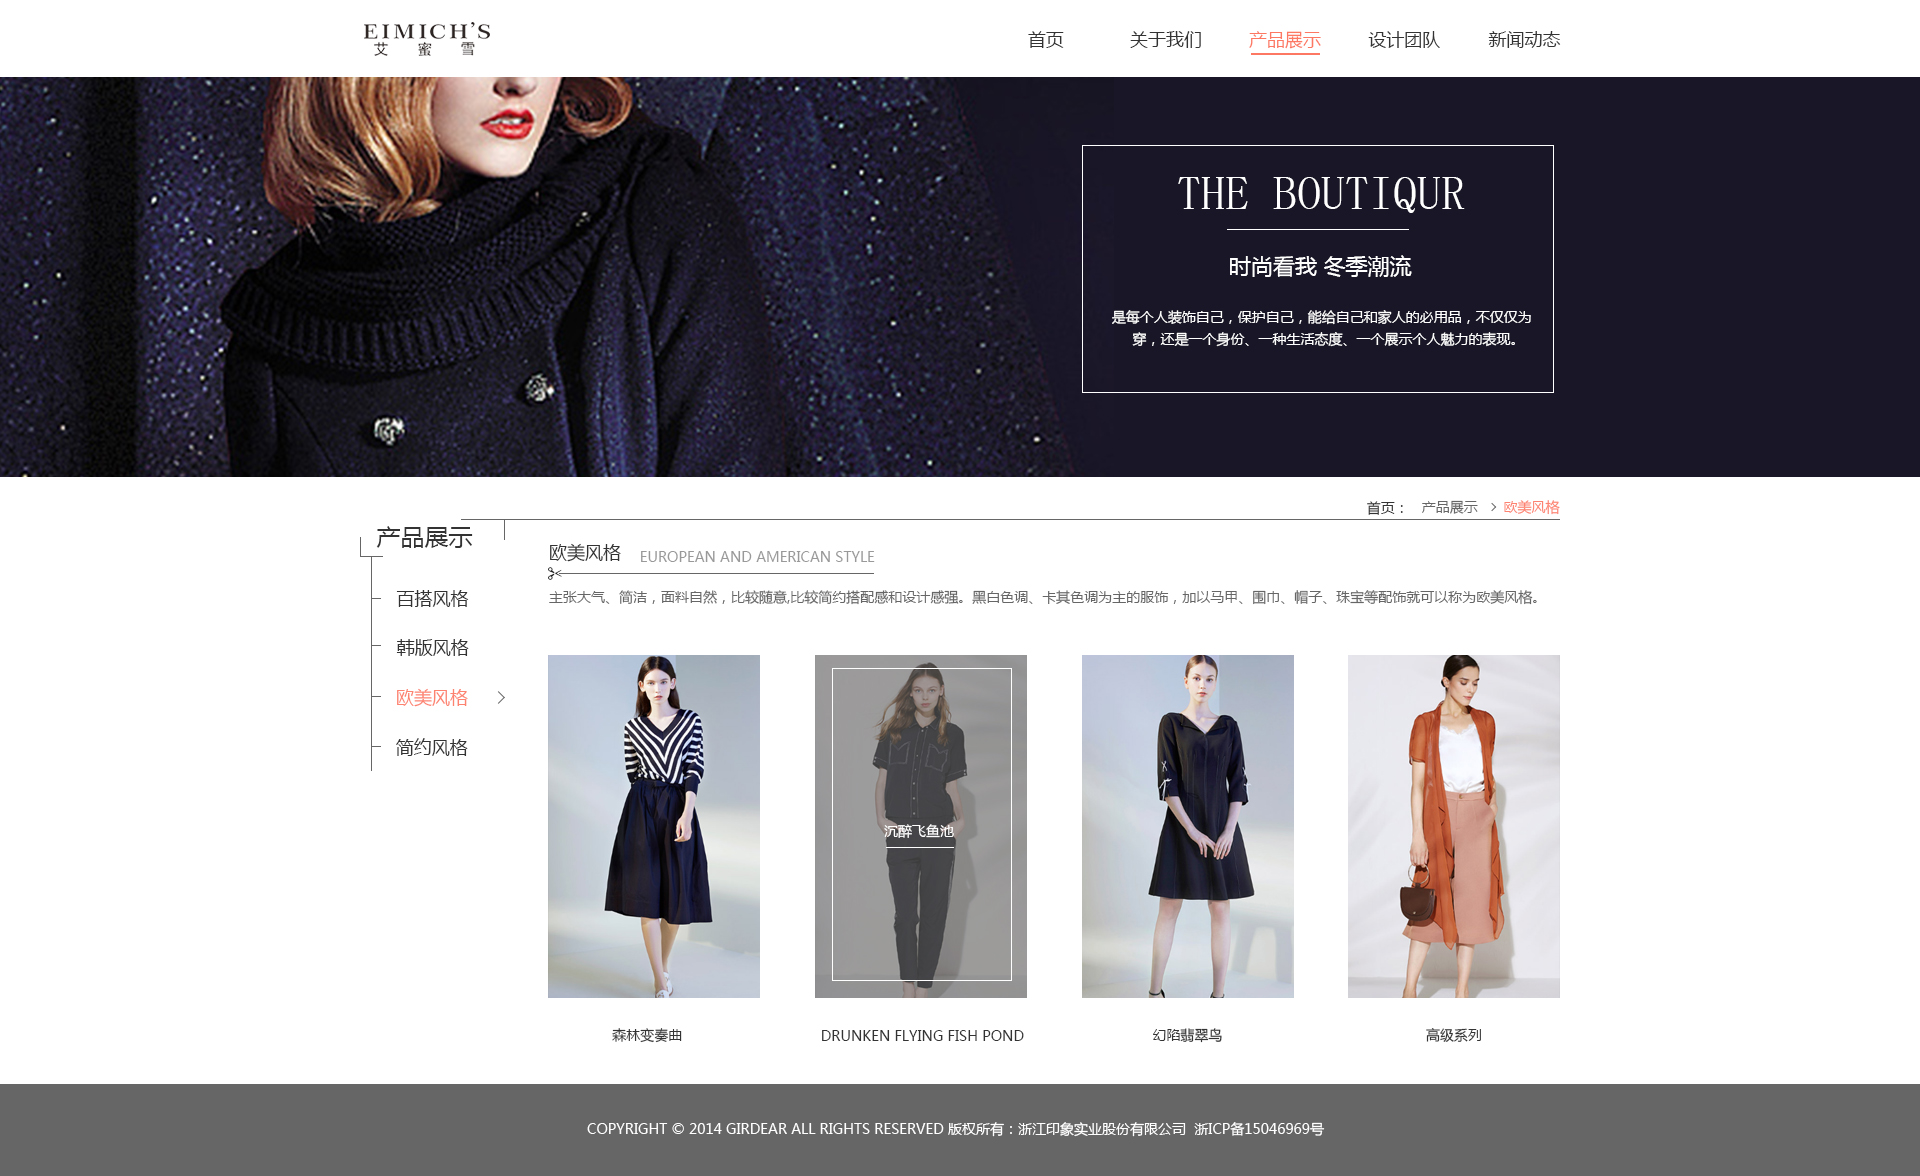 EIMICH'S
艾 蜜 雪
首页 关于我们 产品展示 设计团队 新闻动态
THE BOUTIQUR
时尚看我 冬季潮流
是每个人装饰自己，保护自己，能给自己和家人的必用品，不仅仅为
穿，还是一个身份、一种生活态度、一个展示个人魅力的表现。
首页： 产品展示 > 欧美风格
产品展示
百搭风格
韩版风格
欧美风格
简约风格
欧美风格 EUROPEAN AND AMERICAN STYLE
主张大气、简洁，面料自然，比较随意,比较简约搭配感和设计感强。黑白色调、卡其色调为主的服饰，加以马甲、围巾、帽子、珠宝等配饰就可以称为欧美风格。
沉醉飞鱼池
森林变奏曲
DRUNKEN FLYING FISH POND
幻陷翡翠鸟
高级系列
COPYRIGHT © 2014 GIRDEAR ALL RIGHTS RESERVED 版权所有：浙江印象实业股份有限公司 浙ICP备15046969号